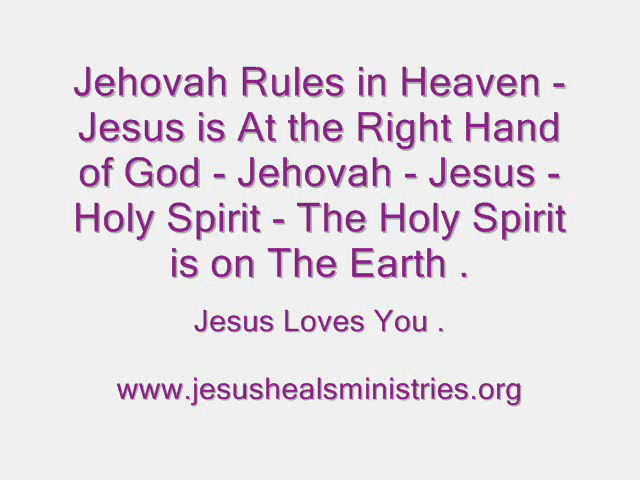 Jehovah Rules in Heaven -
Jesus is At the Right Hand
of God - Jehovah - Jesus -
Holy Spirit - The Holy Spirit
is on The Earth .
Jesus Loves You .
www.jesushealsministries.org